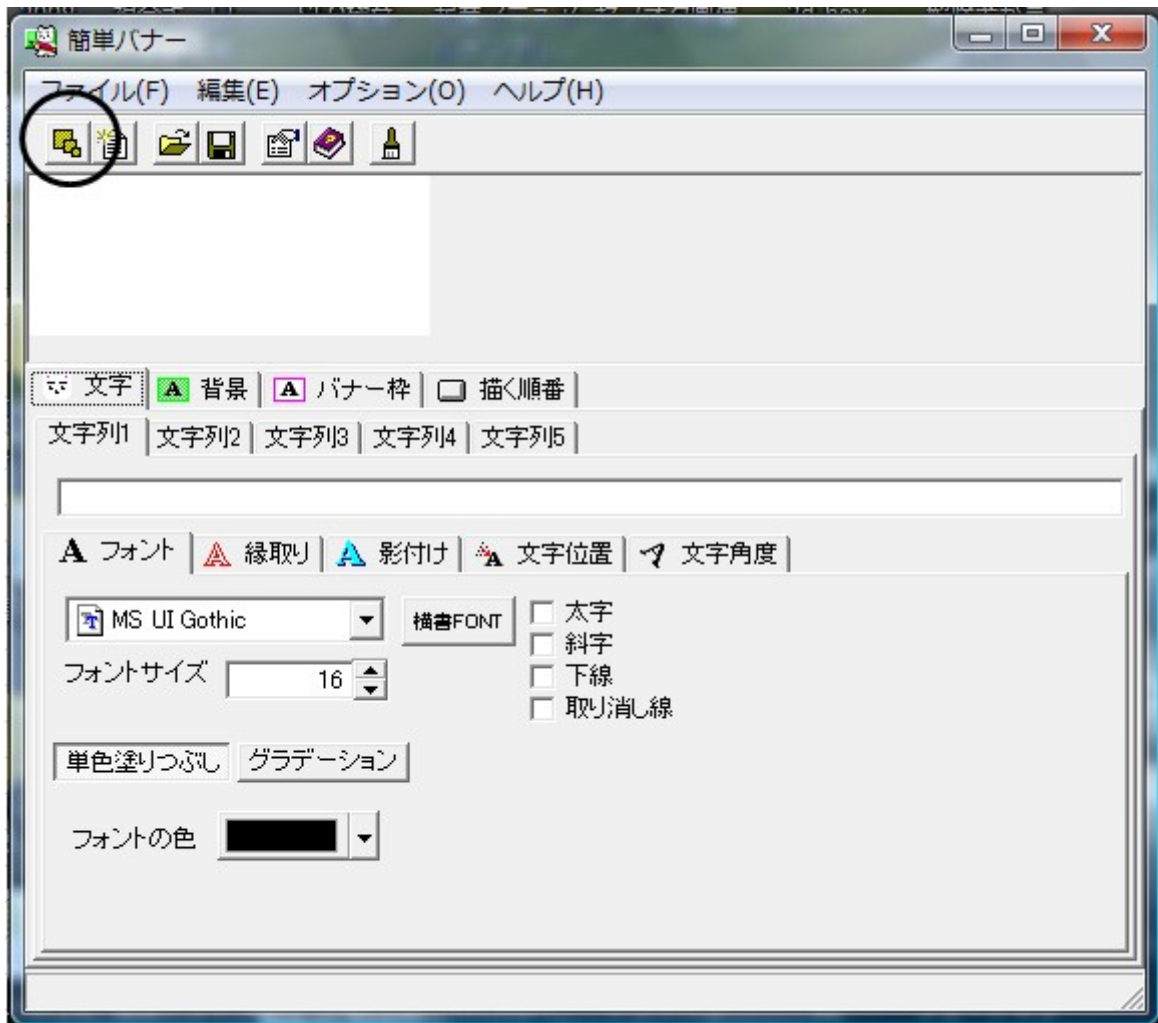 簡単バナー
ファイル(F) 編集(E) オプション(O) ヘルプ(H)
文字 A 背景 A バナー枠 描く順番
文字列1 文字列2 文字列3 文字列4 文字列5
A フォント A 縁取り A 影付け A 文字位置 文字角度
MS UI Gothic 横書FONT 太字
斜字
フォントサイズ 16 下線
取り消し線
単色塗りつぶし グラデーション
フォントの色